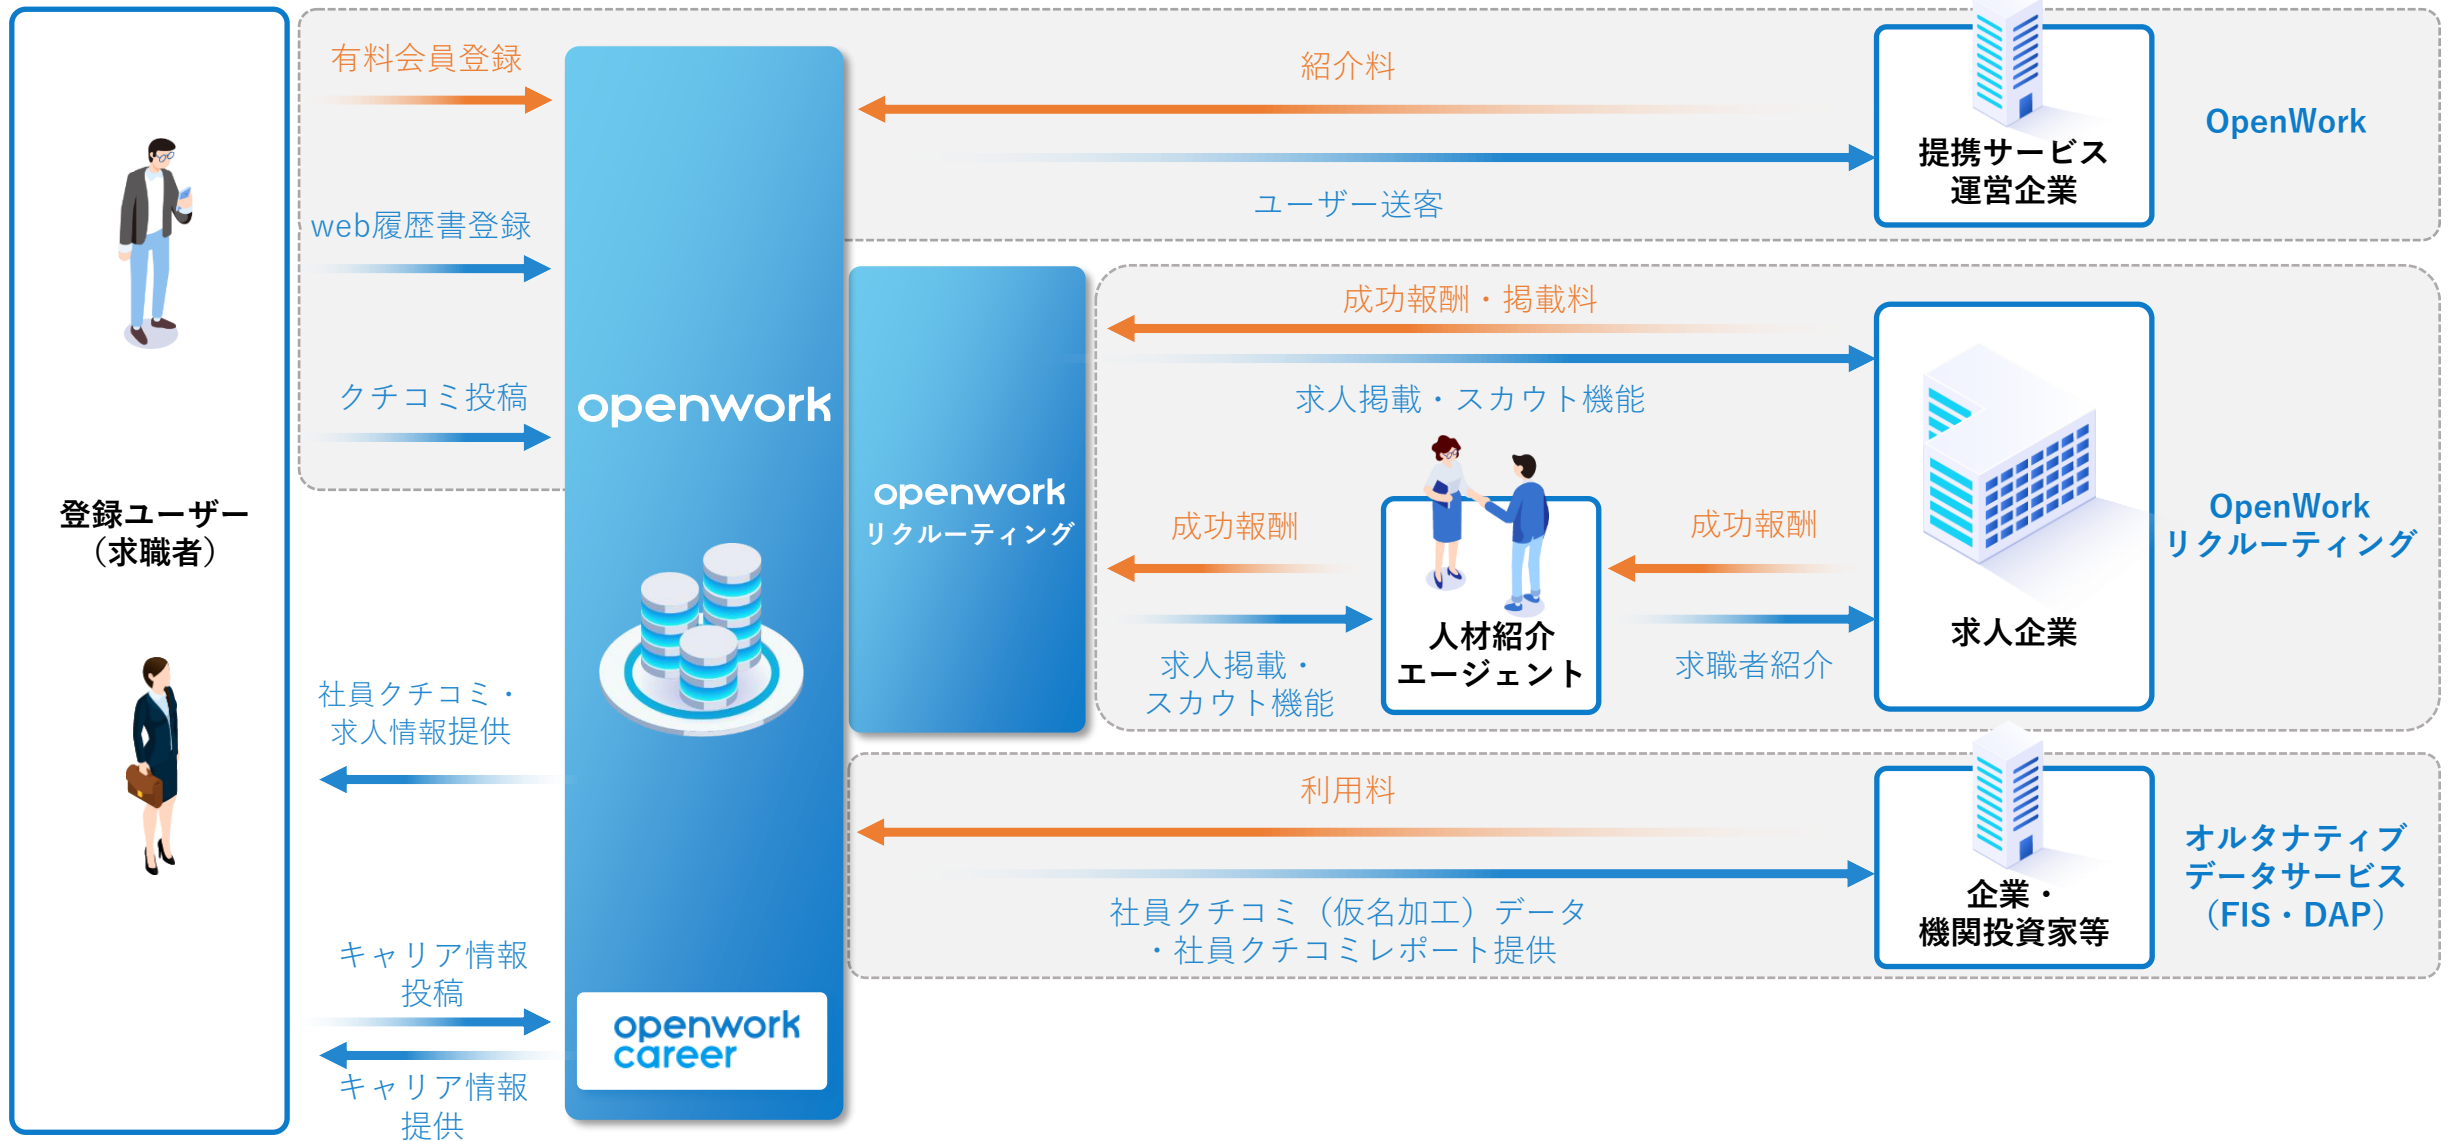 登録ユーザー
（求職者）
有料会員登録
web履歴書登録
クチコミ投稿
社員クチコミ・
求人情報提供
キャリア情報
投稿
キャリア情報
提供
openwork
openwork
career
openwork
リクルーティング
紹介料
ユーザー送客
提携サービス
運営企業
OpenWork
成功報酬・掲載料
求人掲載・スカウト機能
成功報酬
求人掲載・
スカウト機能
人材紹介
エージェント
成功報酬
求職者紹介
求人企業
OpenWork
リクルーティング
利用料
社員クチコミ（仮名加工）データ
・社員クチコミレポート提供
企業・
機関投資家等
オルタナティブ
データサービス
（FIS・DAP）